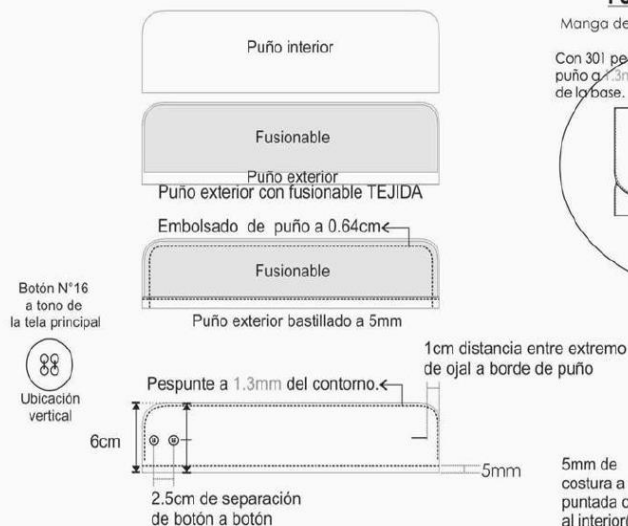 Puño interior
Fusionable
Puño exterior
Puño exterior con fusionable TEJIDA
Embolsado de puño a 0.64cm
Fusionable
Puño exterior bastillado a 5mm
Botón N°16
a tono de
la tela principal
Ubicación
vertical
1cm distancia entre extremo
de ojal a borde de puño
Pespunte a 1.3mm del contorno.
6cm
5mm
2.5cm de separación
de botón a botón
Manga de
Con 301
puño a
de la base.
5mm de
costura a
puntada
al interior